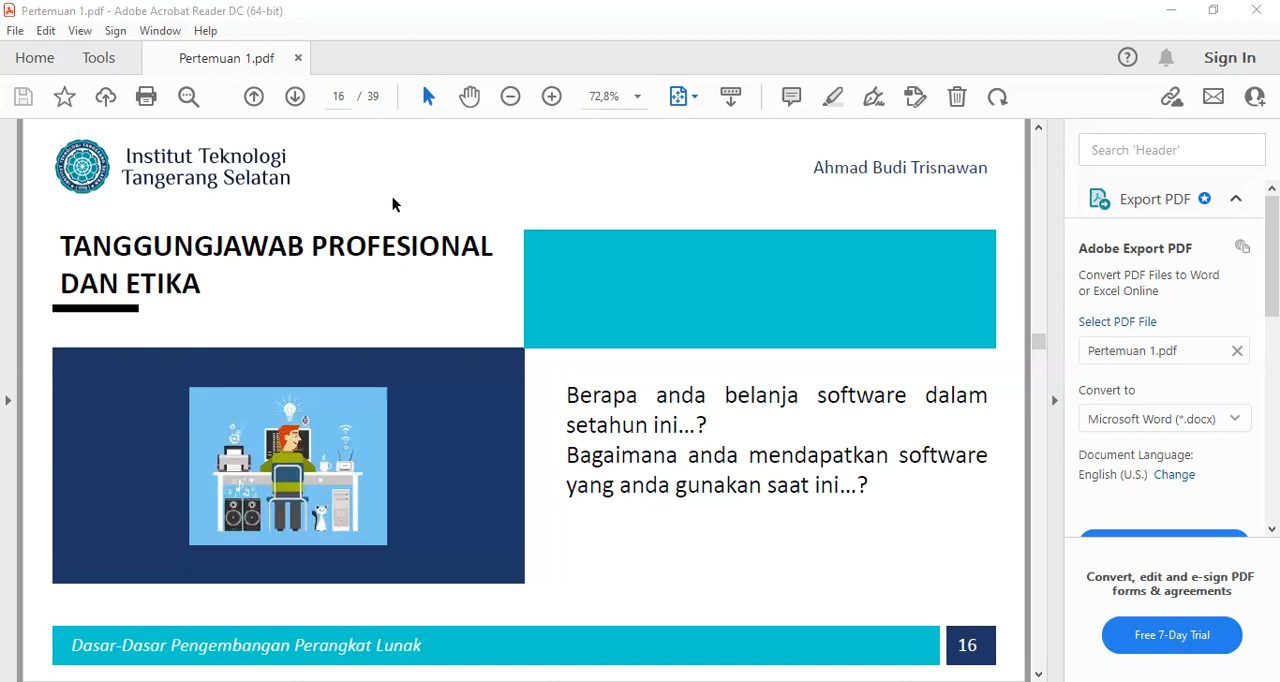 Pertemuan 1.pdf - Adobe Acrobat Reader DC (64-bit)
File Edit View Sign Window Help
Home Tools Pertemuan 1.pdf Sign In
16 / 39 72,8%
Institut Teknologi
Tangerang Selatan
Ahmad Budi Trisnawan
TANGGUNGJAWAB PROFESIONAL
DAN ETIKA
Berapa anda belanja software dalam
setahun ini...?
Bagaimana anda mendapatkan software
yang anda gunakan saat ini...?
Dasar-Dasar Pengembangan Perangkat Lunak
16
Search 'Header'
Export PDF
Adobe Export PDF
Convert PDF Files to Word
or Excel Online
Select PDF File
Pertemuan 1.pdf
Convert to
Microsoft Word (*.docx)
Document Language:
English (U.S.) Change
Convert, edit and e-sign PDF
forms & agreements
Free 7-Day Trial